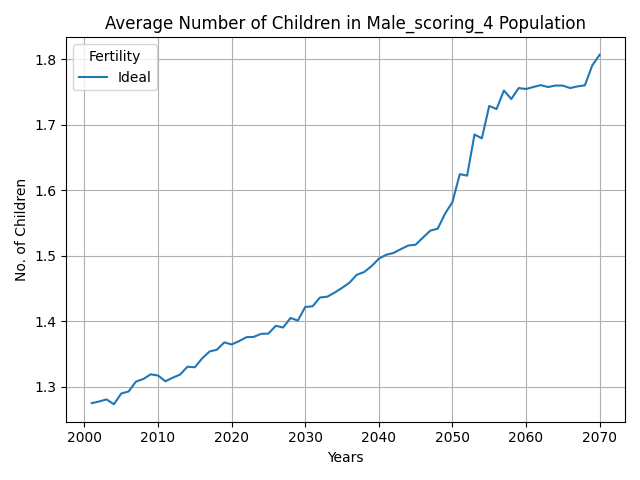 Average Number of Children in Male_scoring_4 Population
Fertility
Ideal
No. of Children
1.8
1.7
1.6
1.5
1.4
1.3
2000 2010 2020 2030 2040 2050 2060 2070
Years